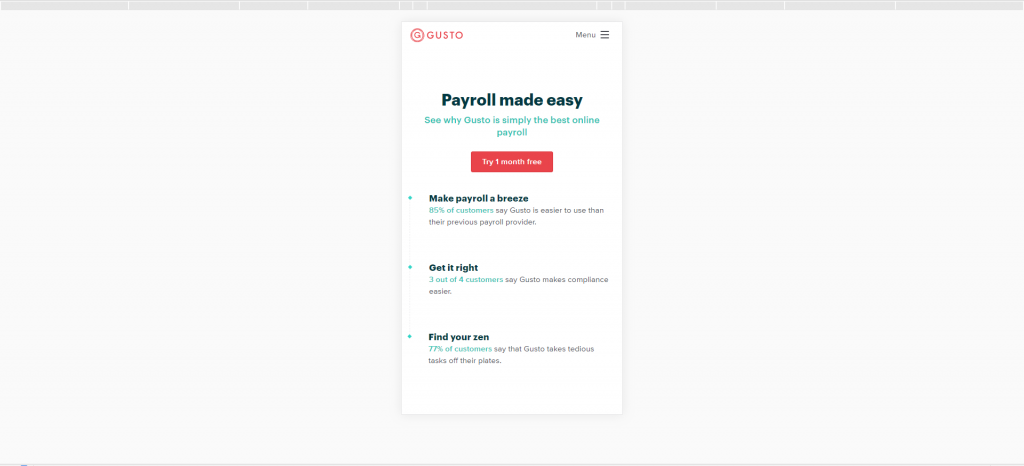 GUSTO
Menu
Payroll made easy
See why Gusto is simply the best online
payroll
Try 1 month free
Make payroll a breeze
85% of customers say Gusto is easier to use than
their previous payroll provider.
Get it right
3 out of 4 customers say Gusto makes compliance
easier.
Find your zen
77% of customers say that Gusto takes tedious
tasks off their plates.